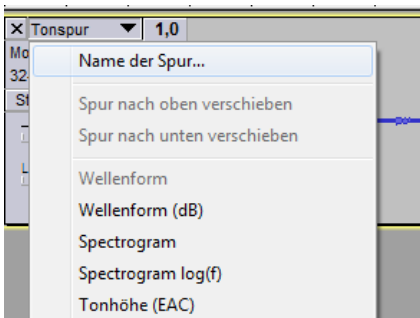 X Tonspur 1,0
Mo
32-
St
Name der Spur...
Spur nach oben verschieben
Spur nach unten verschieben
Wellenform
Wellenform (dB)
Spectrogram
Spectrogram log(f)
Tonhöhe (EAC)